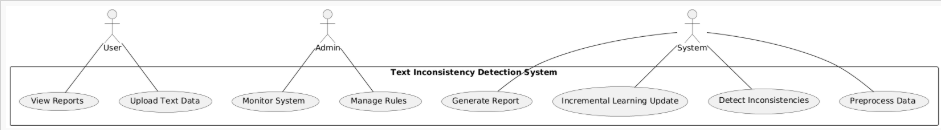 User
Admin
System
Text Inconsistency Detection System
View Reports
Upload Text Data
Monitor System
Manage Rules
Generate Report
Incremental Learning Update
Detect Inconsistencies
Preprocess Data